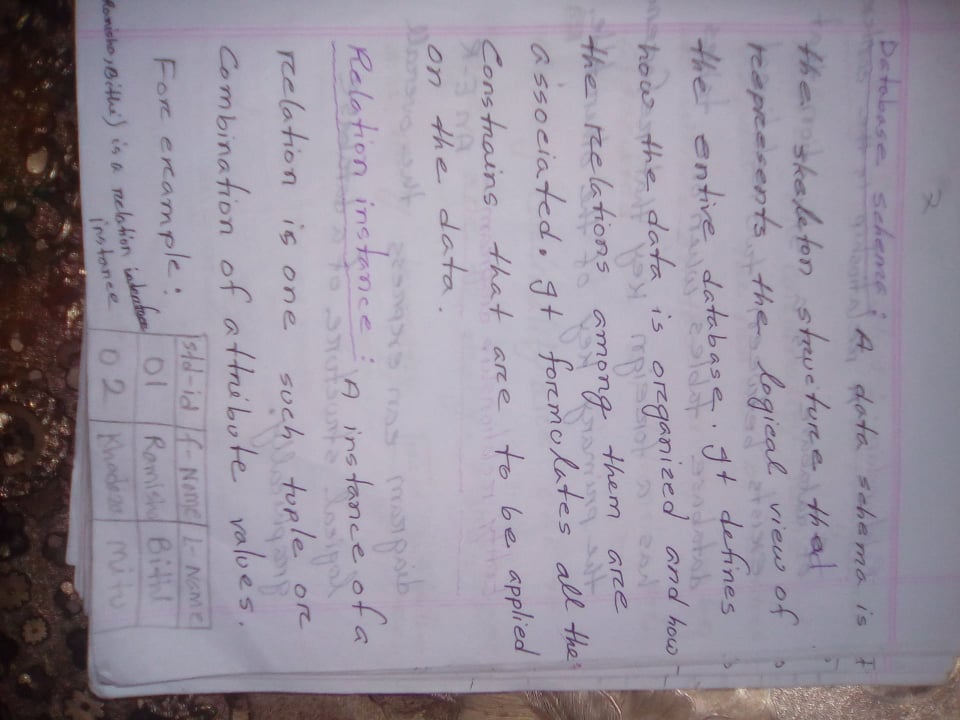 2
Database schema : A data schema is
the skeleton structure that
represents the logical view of
the entire database. It defines
how the data is organized and how
the relations among them are
associated. It formulates all the
Constrains that are to be applied
on the data.
Relation instance : A instance of a
relation is one such tuple or
Combination of attribute values.
For example :
std-id f-Name L-Name
01 Ramisha Bithi
02 Khadeza mitu
Ramisha, Bithi) is a relation
instance